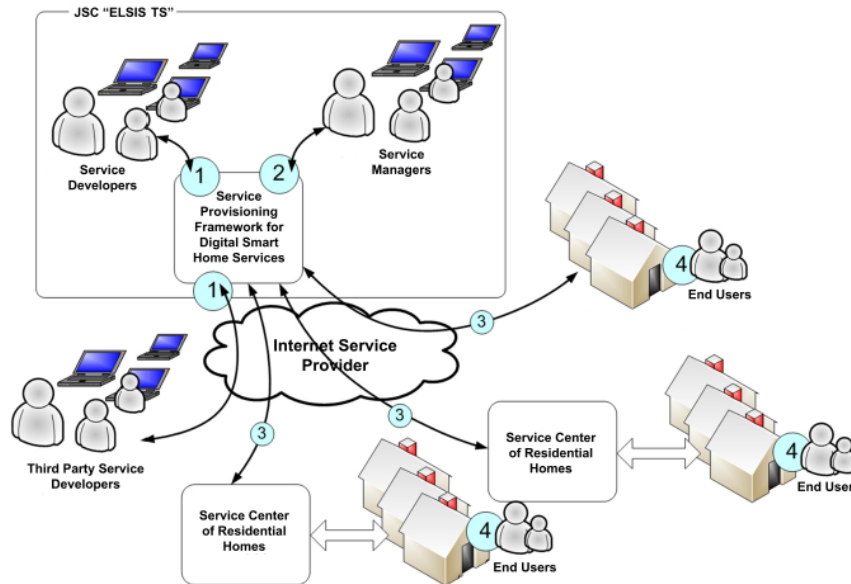 JSC “ELSIS TS”
Service
Developers
Service
Managers
1
2
Service
Provisioning
Framework for
Digital Smart
Home Services
1
4
End Users
3
Internet Service
Provider
3
3
Third Party Service
Developers
Service Center
of Residential
Homes
4
End Users
Service Center
of Residential Homes
4
End User